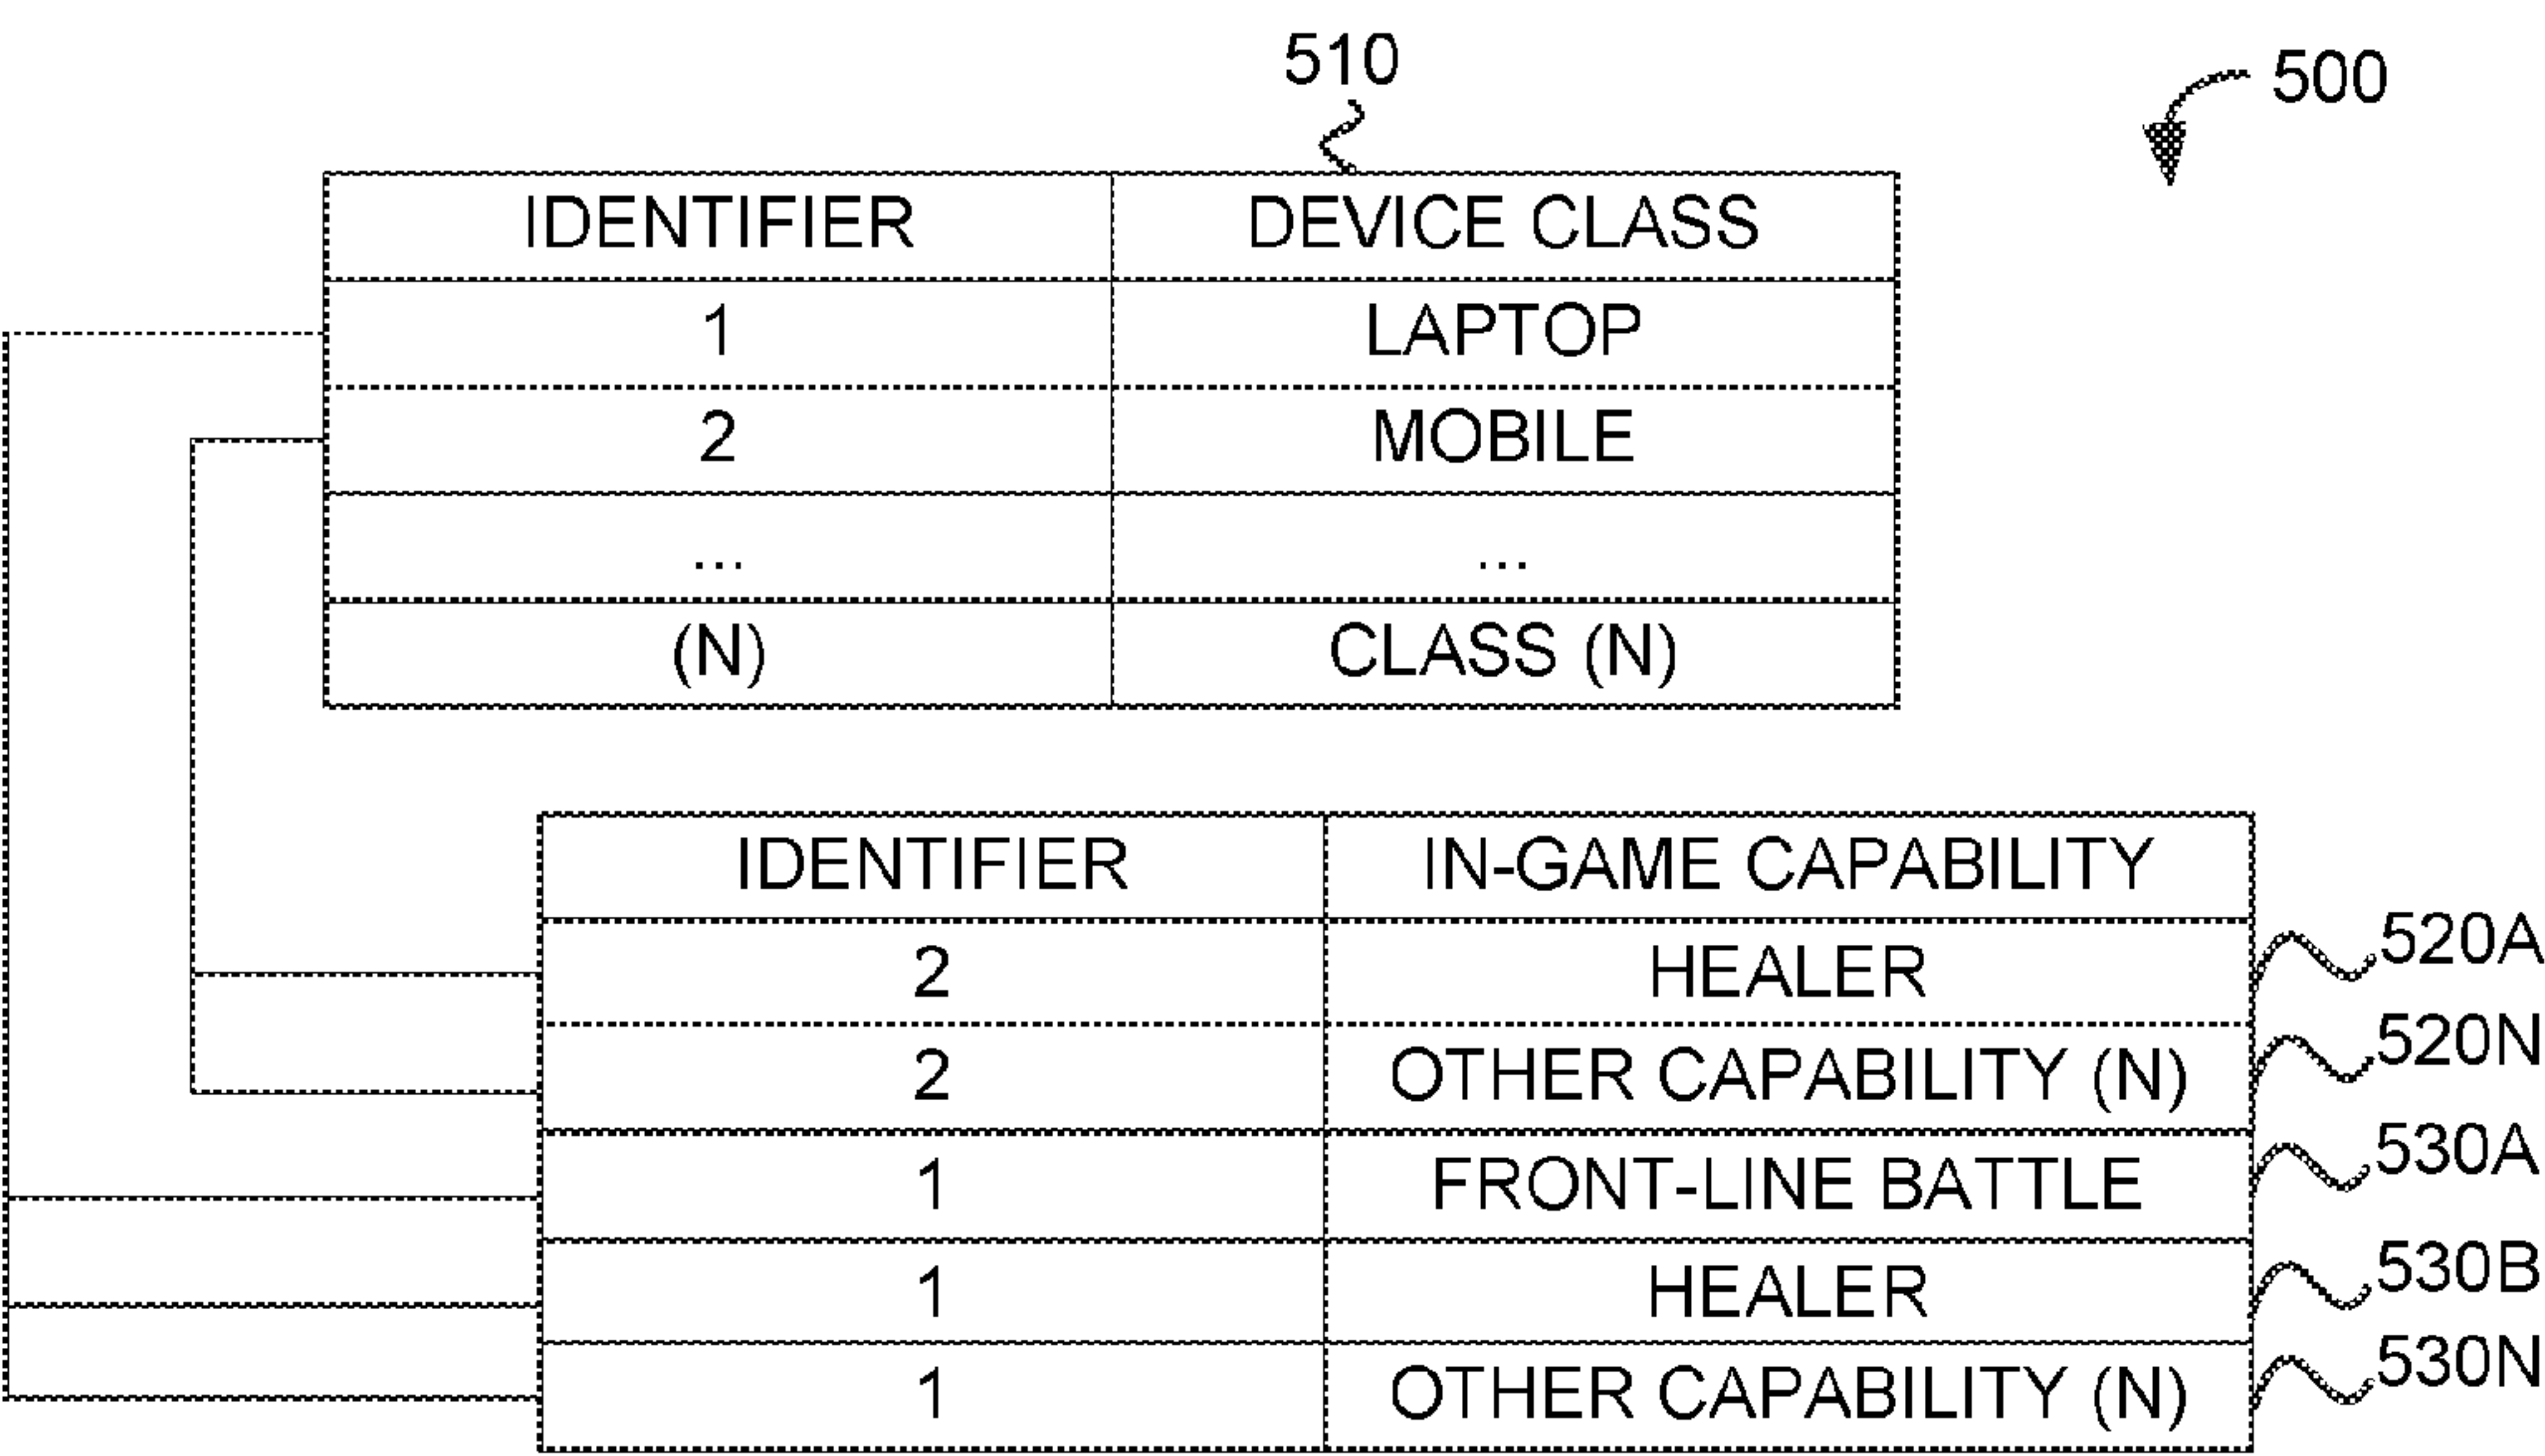 510
500
IDENTIFIER DEVICE CLASS
1 LAPTOP
2 MOBILE
... ...
(N) CLASS (N)
IDENTIFIER IN-GAME CAPABILITY
2 HEALER 520A
2 OTHER CAPABILITY (N) 520N
1 FRONT-LINE BATTLE 530A
1 HEALER 530B
1 OTHER CAPABILITY (N) 530N